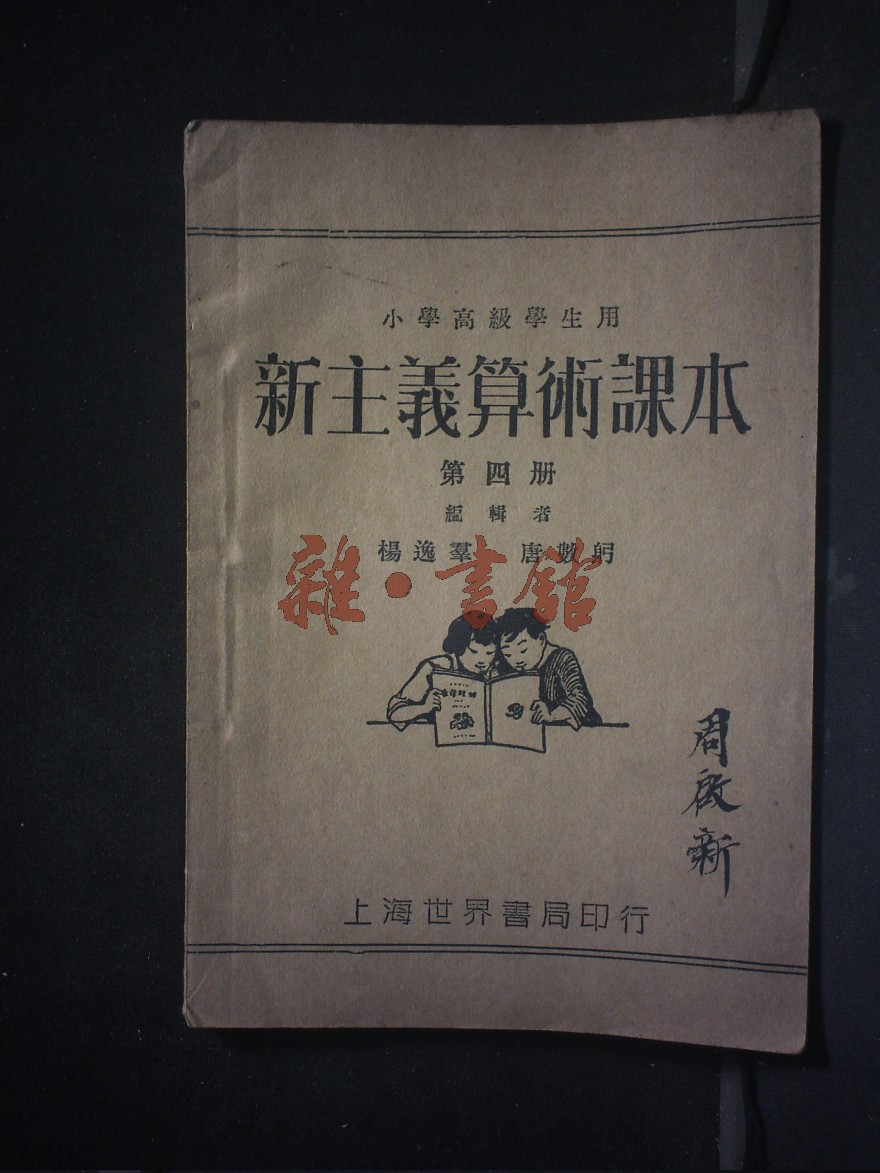 小學高級學生用
新主義算術課本
第四册
編輯者
楊逸羣 唐數躬
雜·書館
周啟新
上海世界書局印行